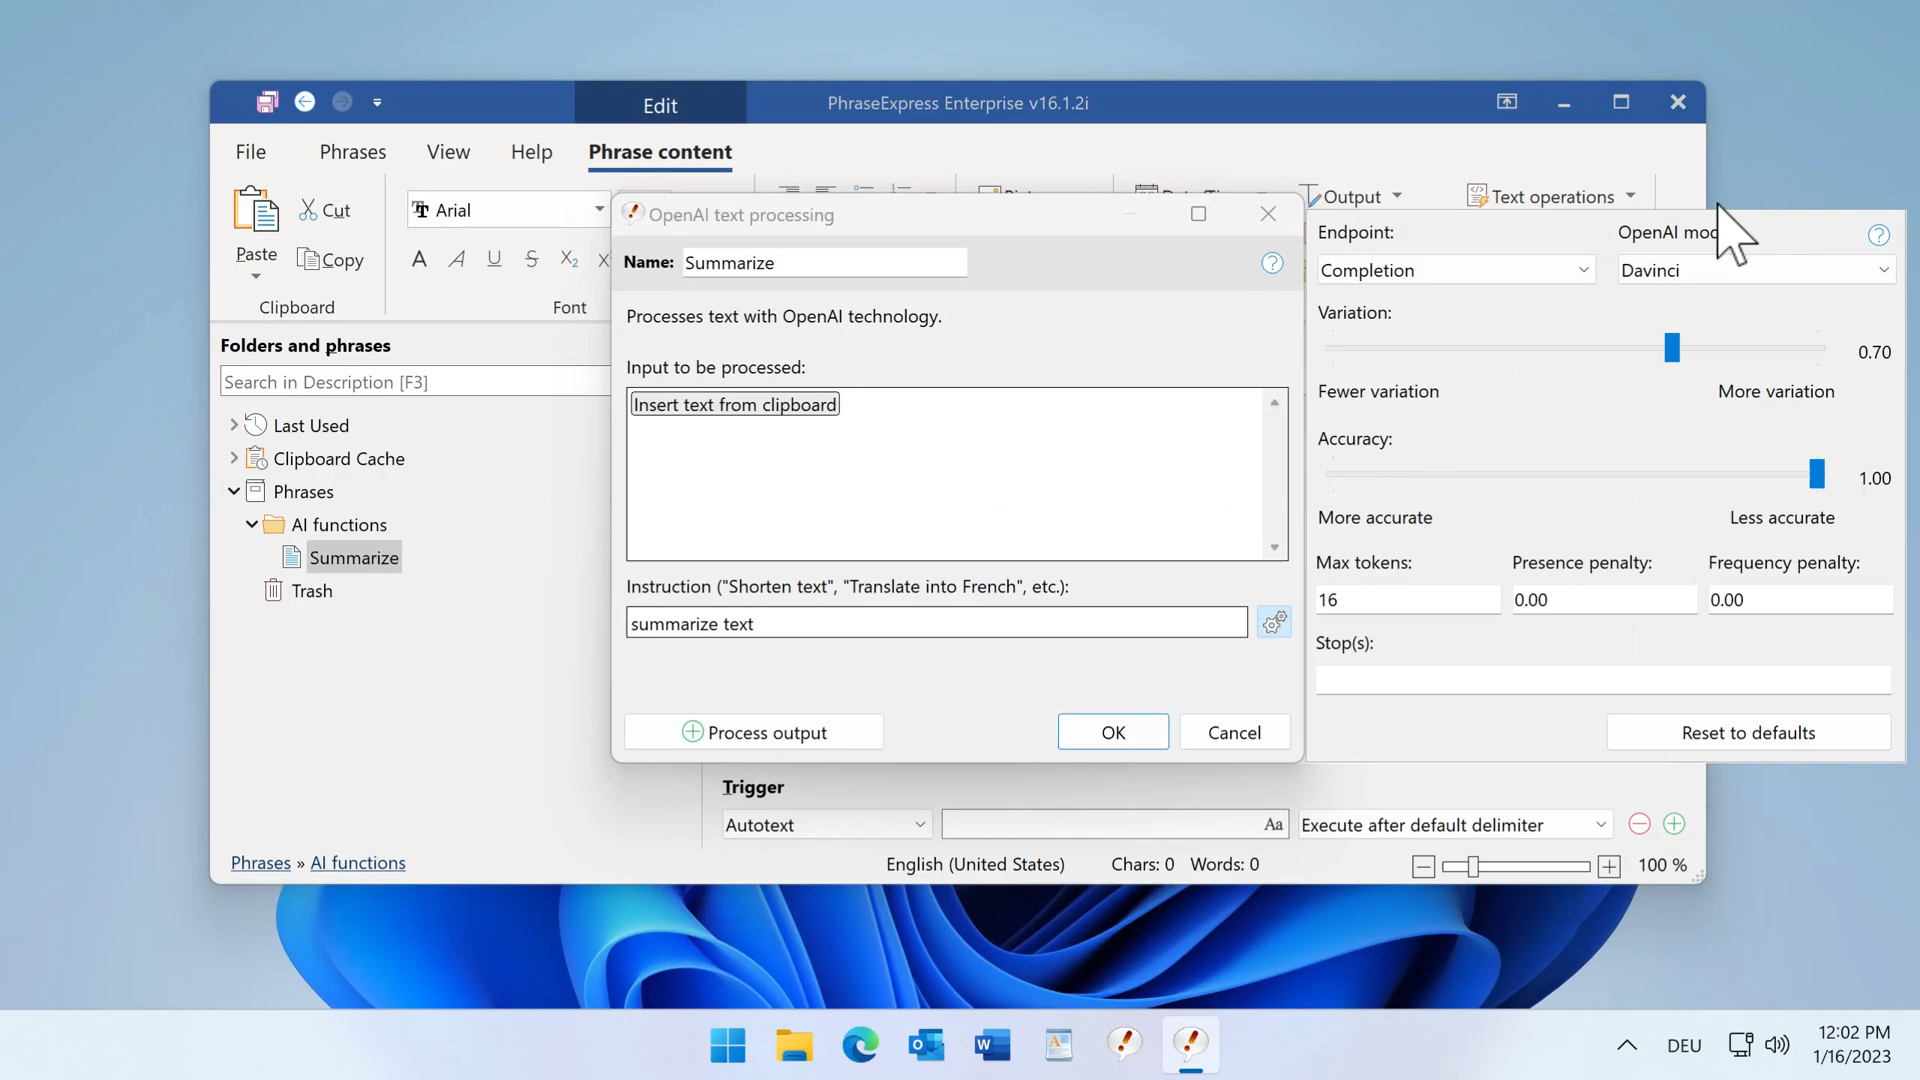 Edit
PhraseExpress Enterprise v16.1.2i
File
Phrases
View
Help
Phrase content
Paste
Cut
Copy
Clipboard
Arial
Font
Output
Text operations
Folders and phrases
Search in Description [F3]
Last Used
Clipboard Cache
Phrases
AI functions
Summarize
Trash
OpenAI text processing
Name: Summarize
Processes text with OpenAI technology.
Input to be processed:
Insert text from clipboard
Instruction ("Shorten text", "Translate into French", etc.):
summarize text
Process output
OK
Cancel
Endpoint:
Completion
OpenAI
Davinci
Variation:
0.70
Fewer variation
More variation
Accuracy:
1.00
More accurate
Less accurate
Max tokens:
Presence penalty:
Frequency penalty:
16
0.00
0.00
Stop(s):
Reset to defaults
Trigger
Autotext
Aa
Execute after default delimiter
Phrases » AI functions
English (United States)
Chars: 0
Words: 0
100 %
DEU
12:02 PM
1/16/2023